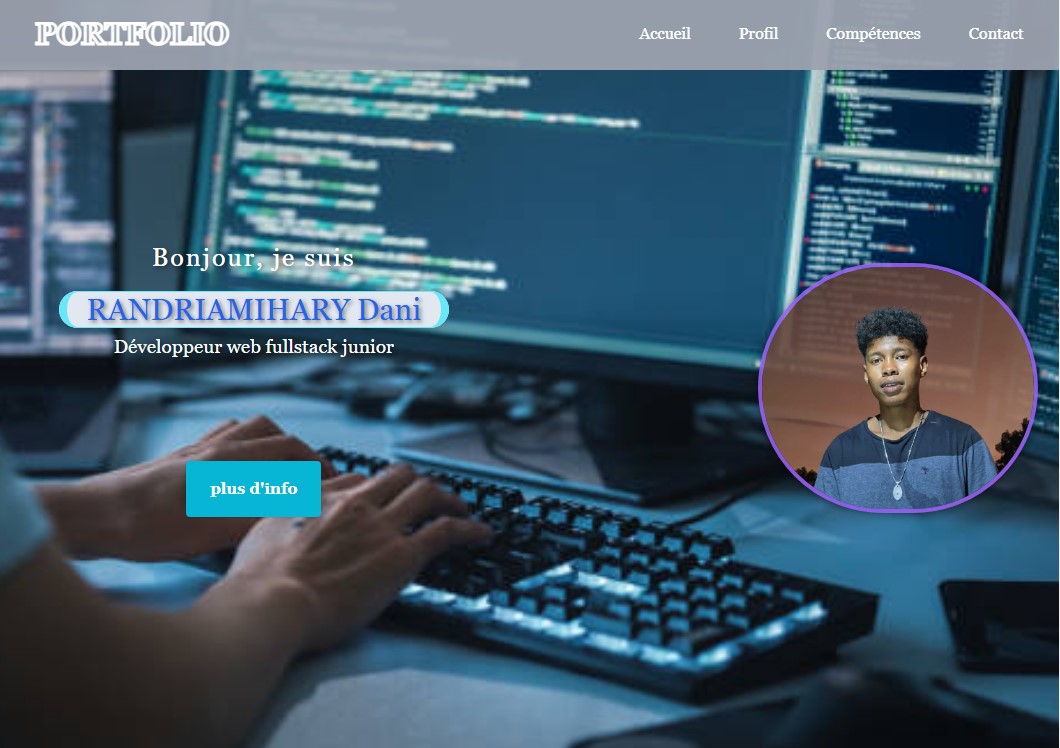 PORTFOLIO
Accueil Profil Compétences Contact
Bonjour, je suis
RANDRIAMIHARY Dani
Développeur web fullstack junior
plus d'info